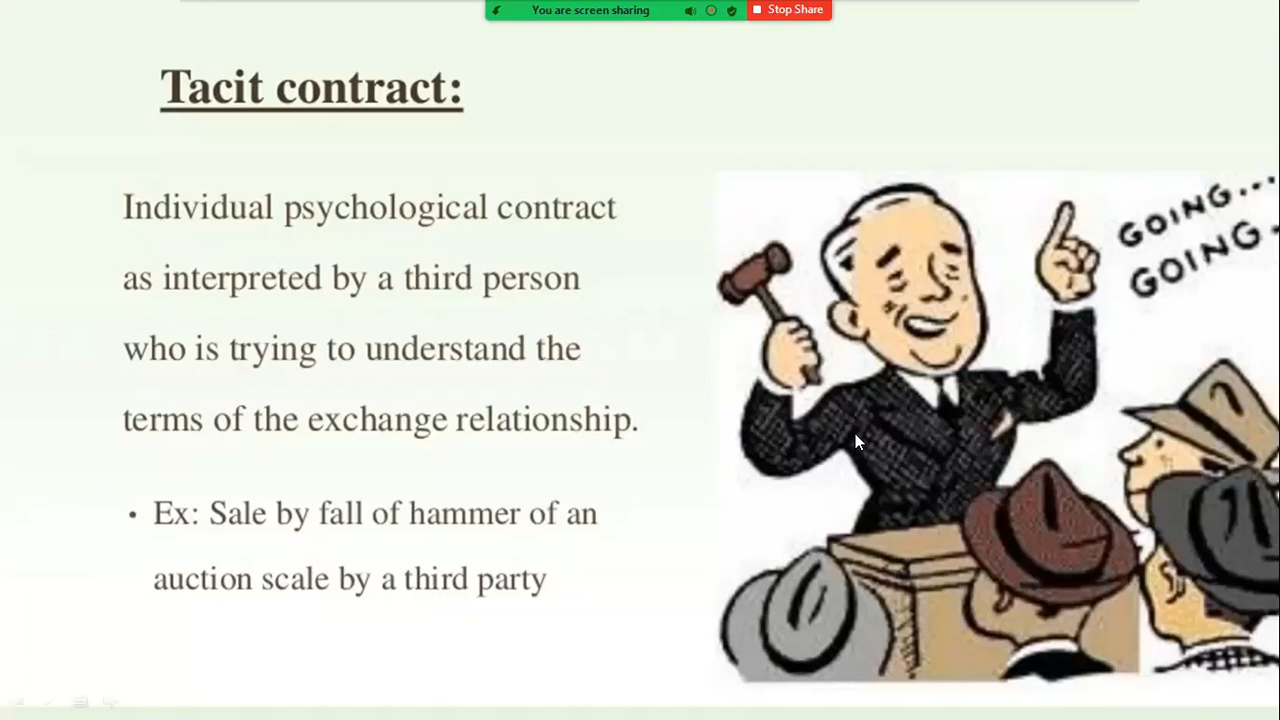 You are screen sharing
Stop Share
Tacit contract:
Individual psychological contract
as interpreted by a third person
who is trying to understand the
terms of the exchange relationship.
• Ex: Sale by fall of hammer of an
auction scale by a third party
GOING...
GOING.